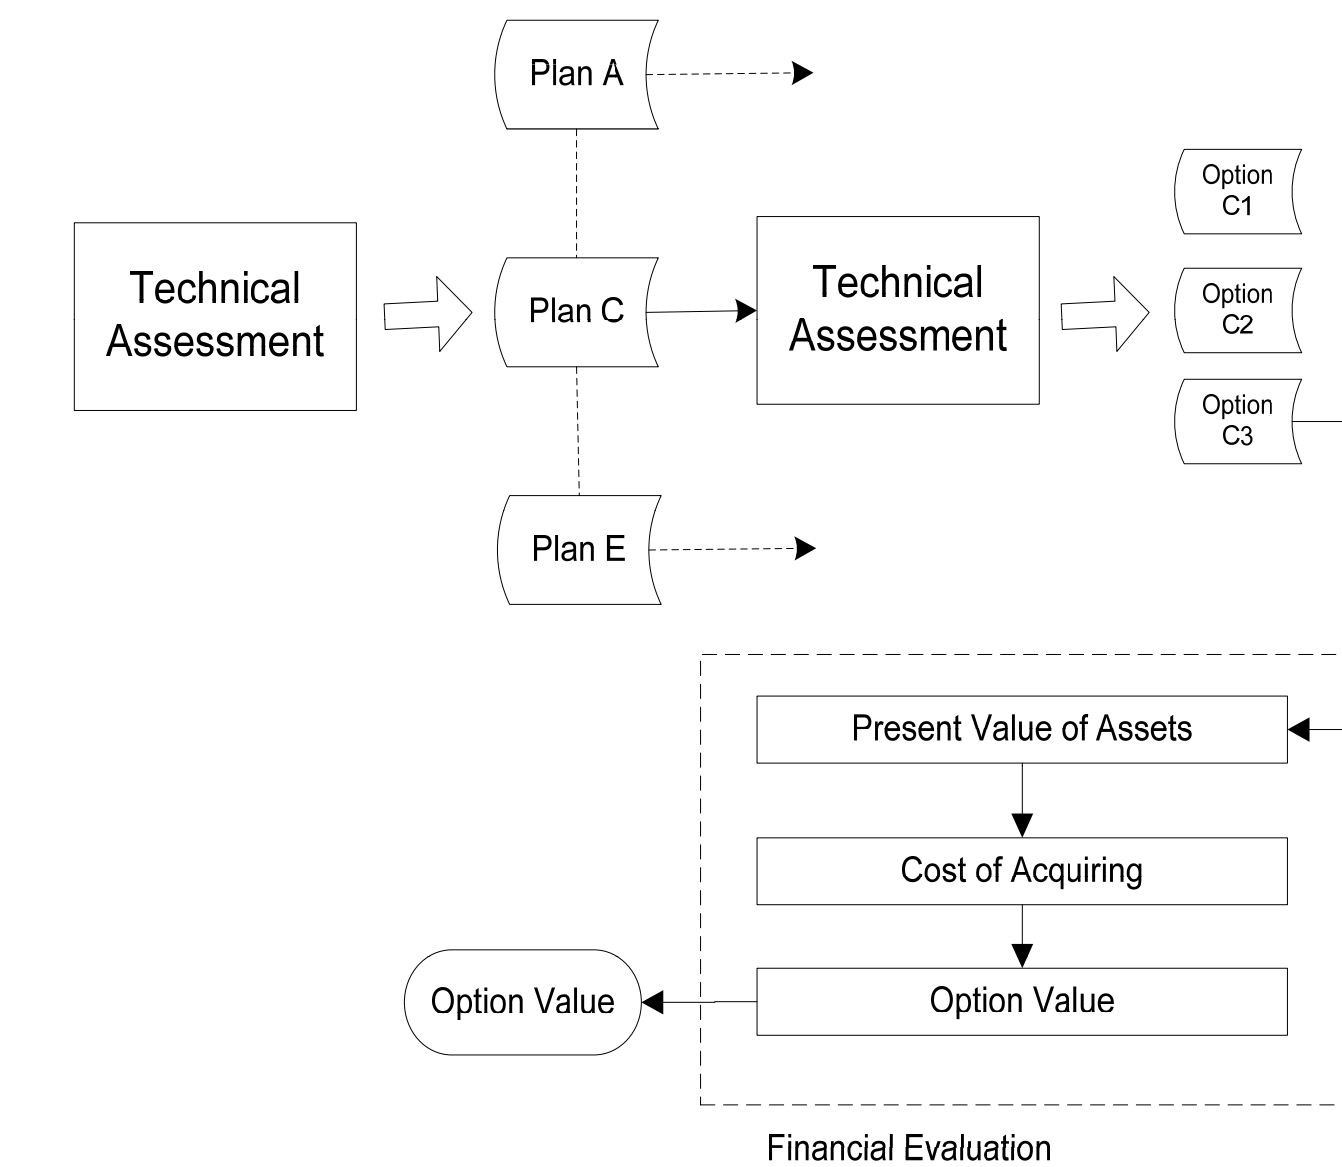 Plan A
Technical
Assessment
Plan C
Technical
Assessment
Option
C1
Option
C2
Option
C3
Plan E
Present Value of Assets
Cost of Acquiring
Option Value
Option Value
Financial Evaluation